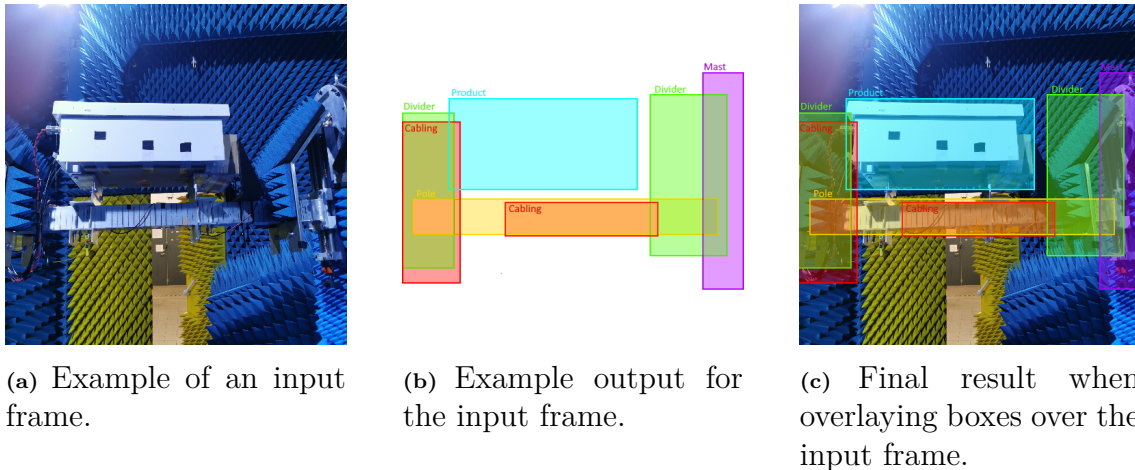 Mast
Product
Divider
Divider
Cabling
Pole
Cabling
Mast
Product
Divider
Divider
Cabling
Pole
Cabling
(a) Example of an input
frame.
(b) Example output for
the input frame.
(c) Final result when
overlaying boxes over the
input frame.